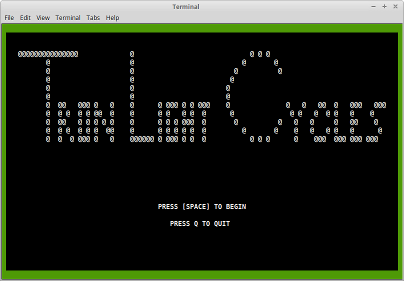 Terminal
File Edit View Terminal Tabs Help
PRESS [SPACE] TO BEGIN
PRESS Q TO QUIT